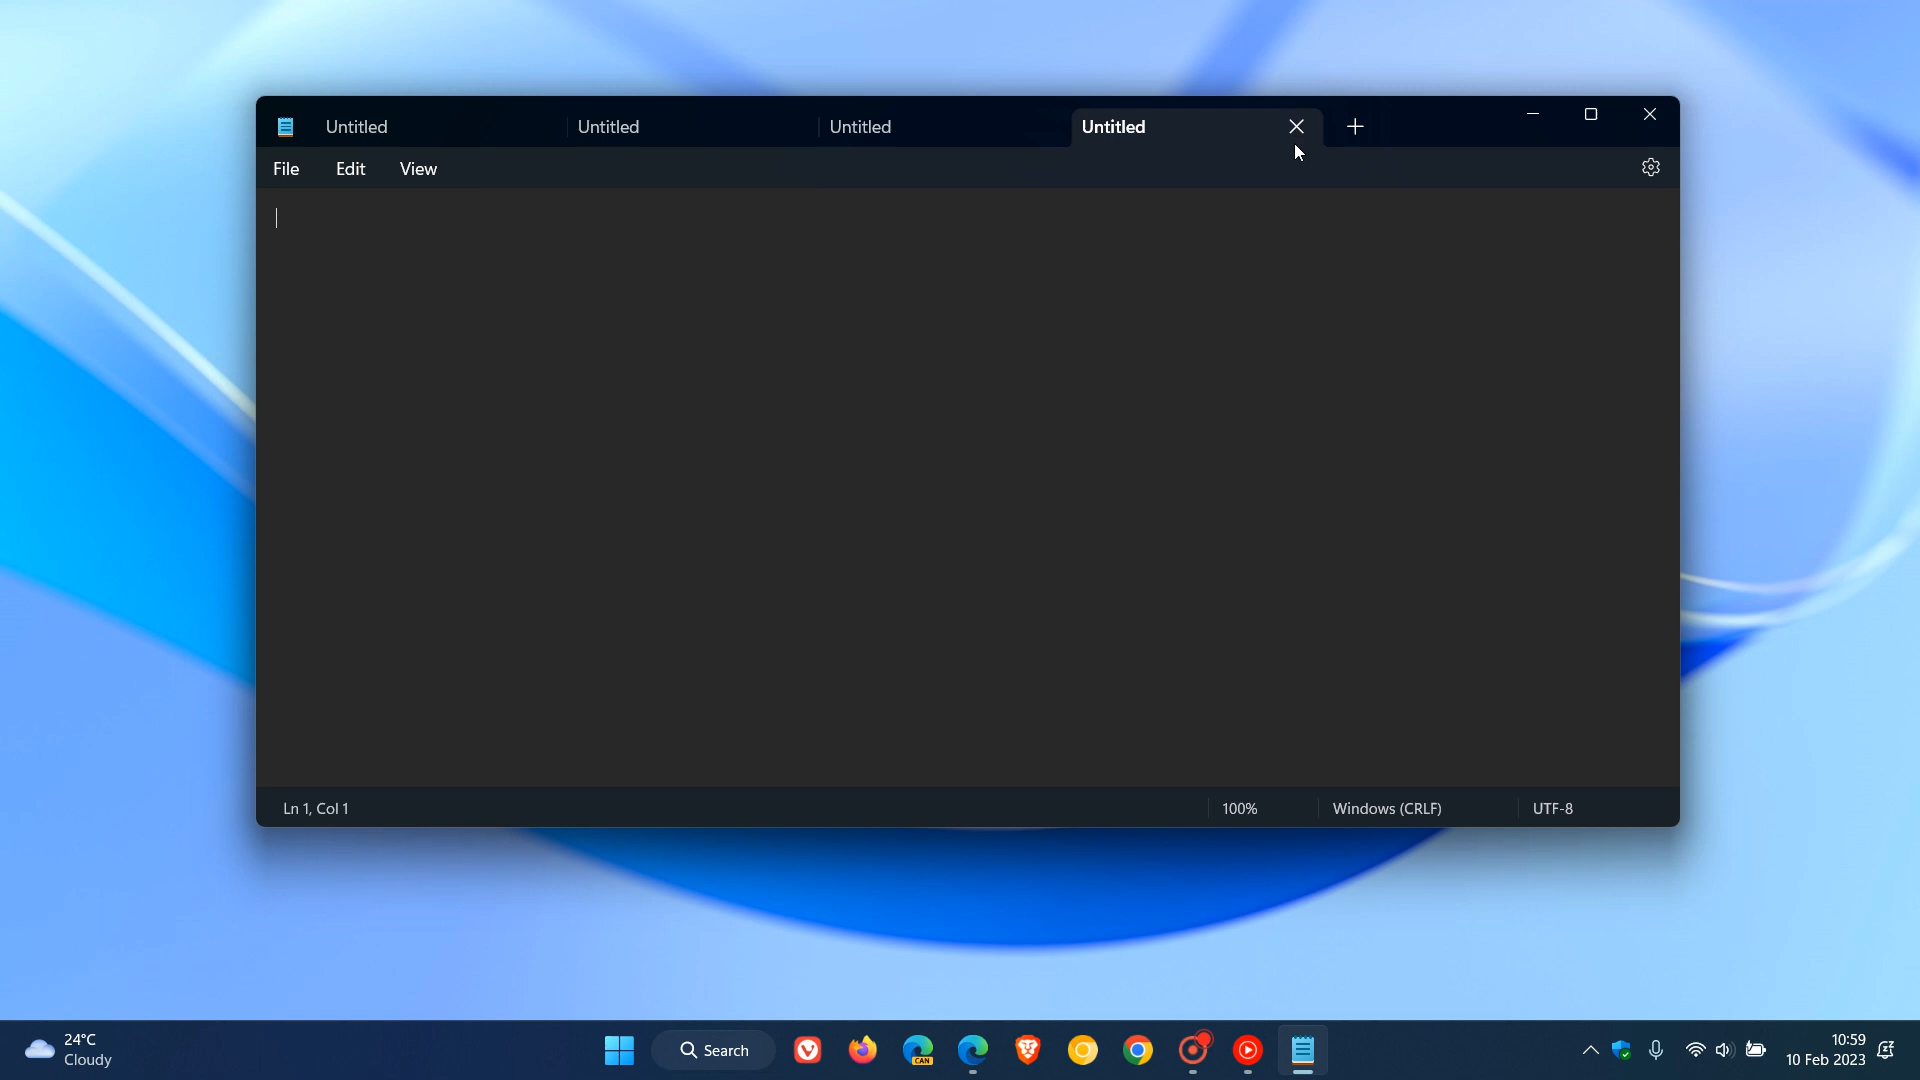 Untitled Untitled Untitled Untitled
File Edit View
Ln 1, Col 1 100% Windows (CRLF) UTF-8
24°C
Cloudy
Search
CAN
10:59
10 Feb 2023